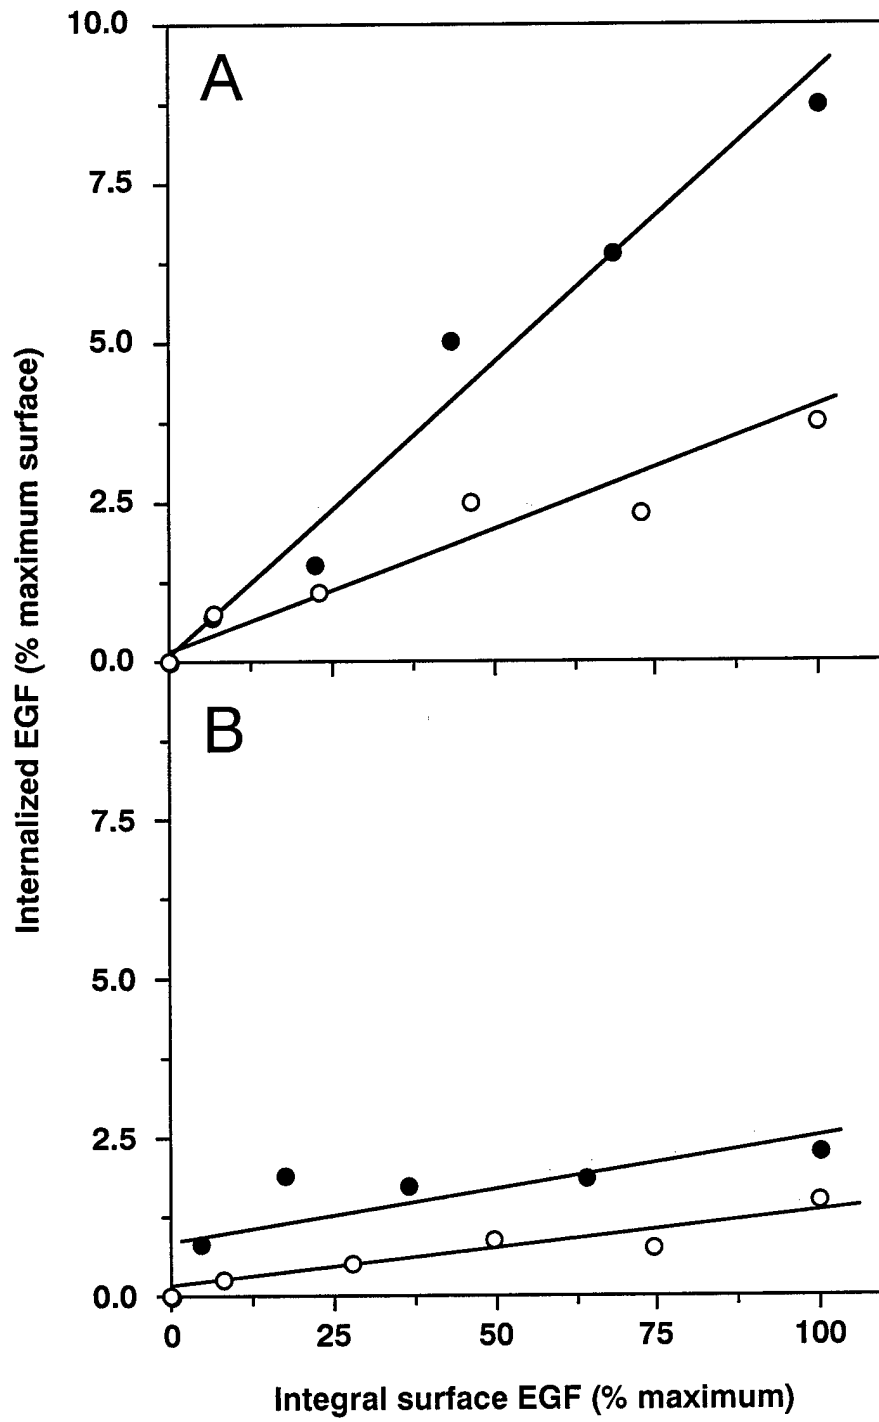 10.0
A
7.5
5.0
2.5
0.0
B
7.5
5.0
2.5
0.0
0 25 50 75 100
Internalized EGF (% maximum surface)
Integral surface EGF (% maximum)